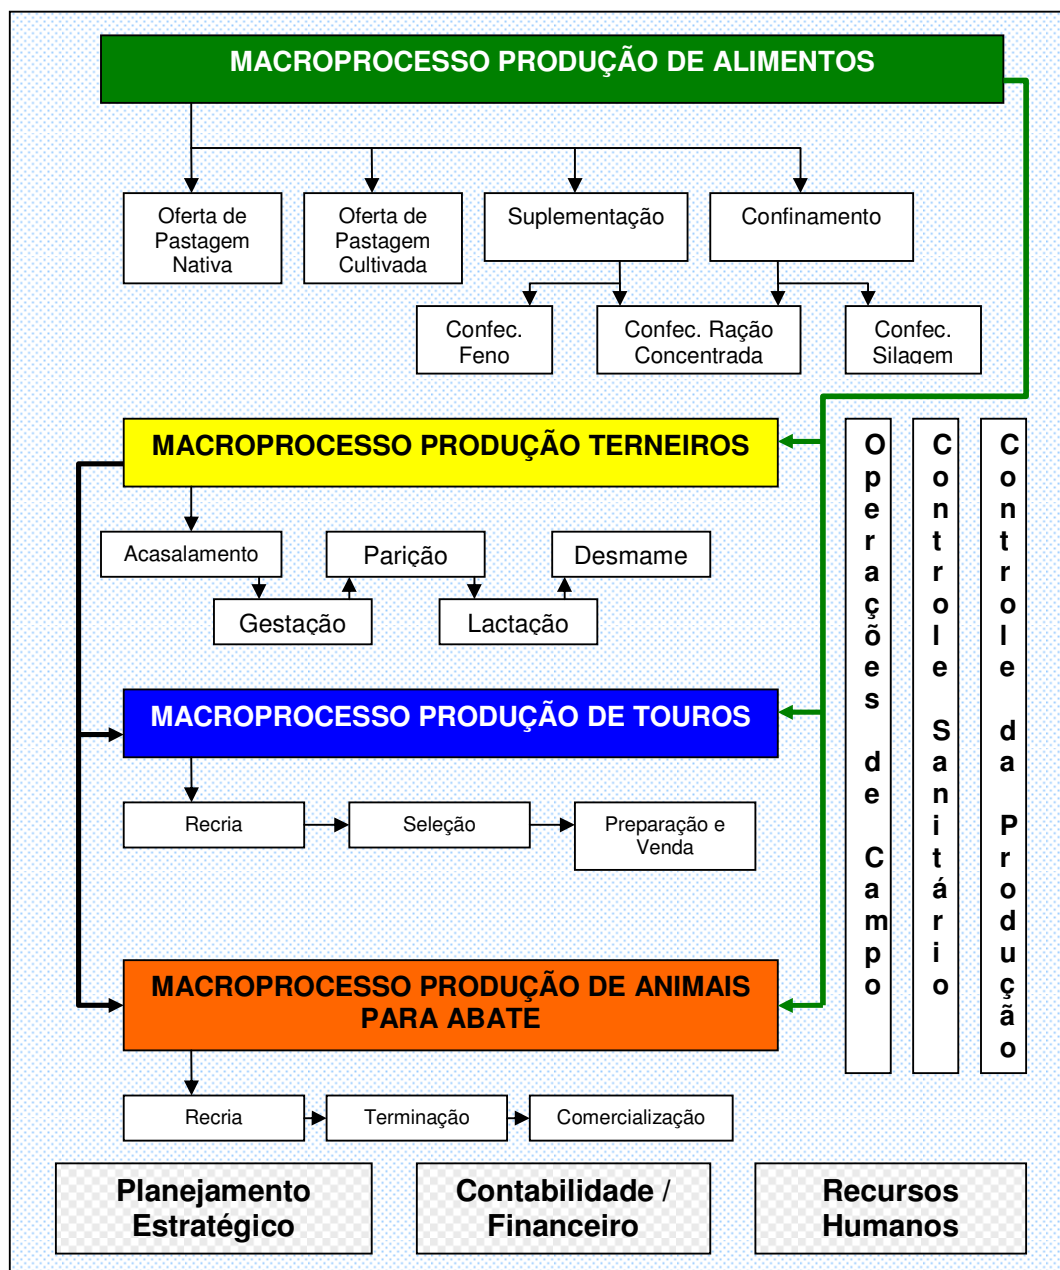 MACROPROCESSO PRODUÇÃO DE ALIMENTOS
Oferta de
Pastagem
Nativa
Oferta de
Pastagem
Cultivada
Suplementação
Confinamento
Confec.
Feno
Confec. Ração
Concentrada
Confec.
Silagem
MACROPROCESSO PRODUÇÃO TERNEIROS
Acasalamento
Gestação
Parição
Lactação
Desmame
MACROPROCESSO PRODUÇÃO DE TOUROS
Recria
Seleção
Preparação e
Venda
MACROPROCESSO PRODUÇÃO DE ANIMAIS
PARA ABATE
Recria
Terminação
Comercialização
Operações de Campo
Controle Sanitário
Controle da Produção
Planejamento
Estratégico
Contabilidade /
Financeiro
Recursos
Humanos